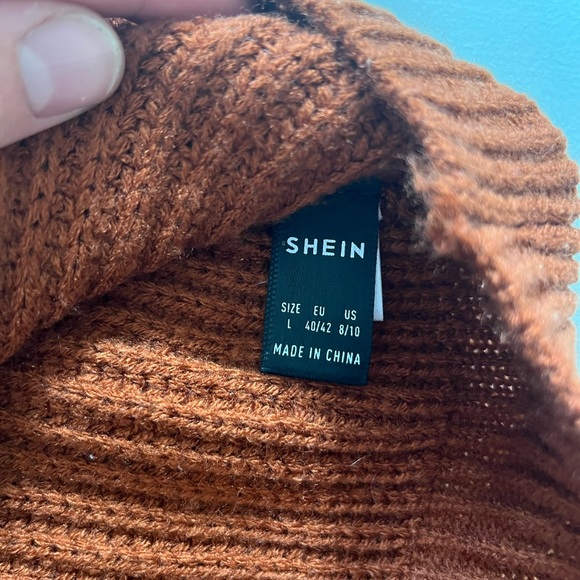 SHEIN
SIZE EU US
L 40/42 8/10
MADE IN CHINA